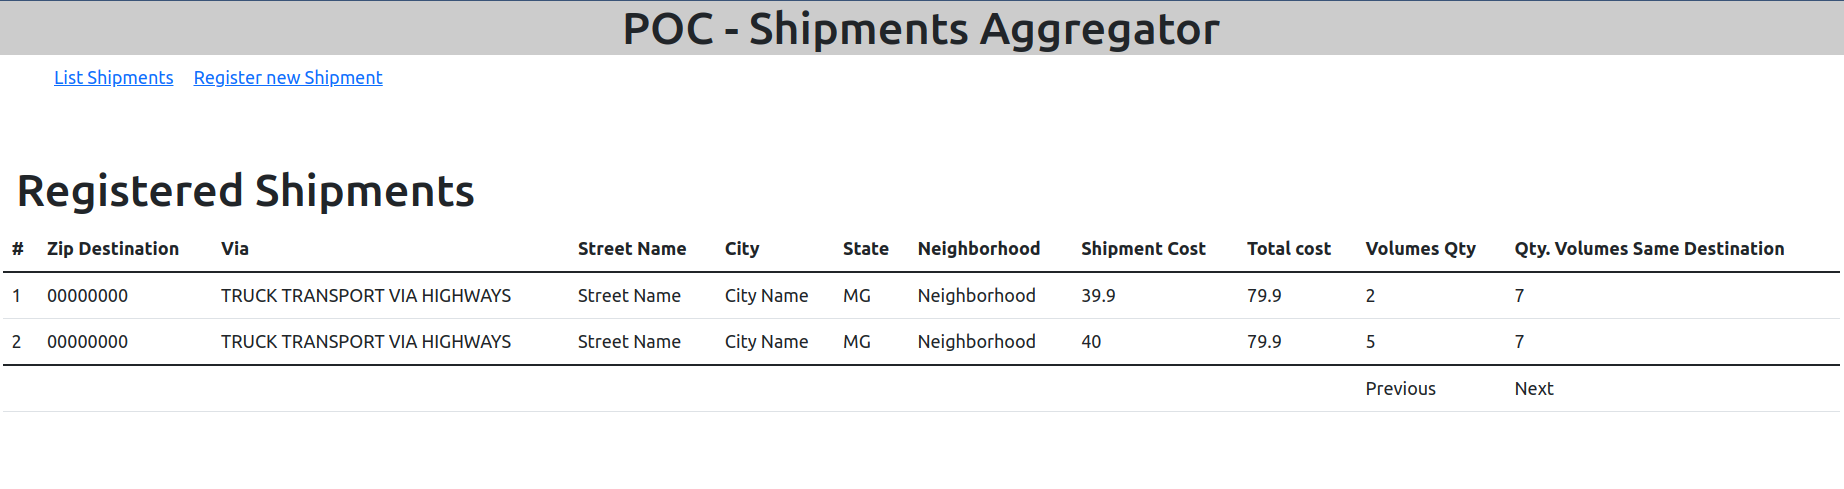 POC - Shipments Aggregator
List Shipments Register new Shipment
Registered Shipments
# Zip Destination Via Street Name City State Neighborhood Shipment Cost Total cost Volumes Qty Qty. Volumes Same Destination
1 00000000 TRUCK TRANSPORT VIA HIGHWAYS Street Name City Name MG Neighborhood 39.9 79.9 2 7
2 00000000 TRUCK TRANSPORT VIA HIGHWAYS Street Name City Name MG Neighborhood 40 79.9 5 7
Previous Next